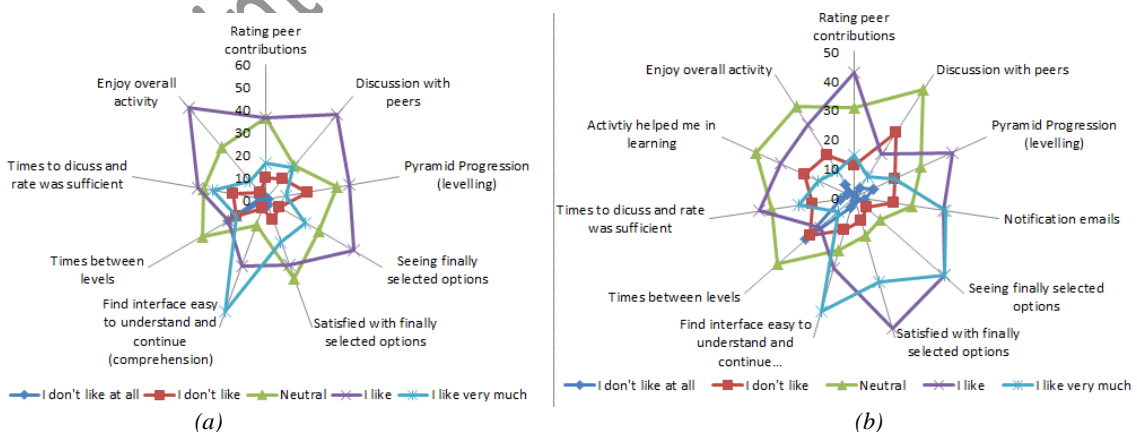 Rating peer
contributions
60
50
40
30
20
10
0
Enjoy overall
activity
Discussion with
peers
Times to dicuss and
rate was sufficient
Pyramid Progression
(levelling)
Times between
levels
Seeing finally
selected options
Find interface easy
to understand and
continue
(comprehension)
Satisfied with finally
selected options
I don't like at all
I don't like
Neutral
I like
I like very much
(a)
(b)
Rating peer
contributions
50
40
30
20
10
0
Enjoy overall activity
Discussion with peers
Activtiy helped me in
learning
Pyramid Progression
(levelling)
Times to dicuss and rate
was sufficient
Notification emails
Times between levels
Seeing finally selected
options
Find interface easy to
understand and
continue...
Satisfied with finally
selected options
I don't like at all
I don't like
Neutral
I like
I like very much